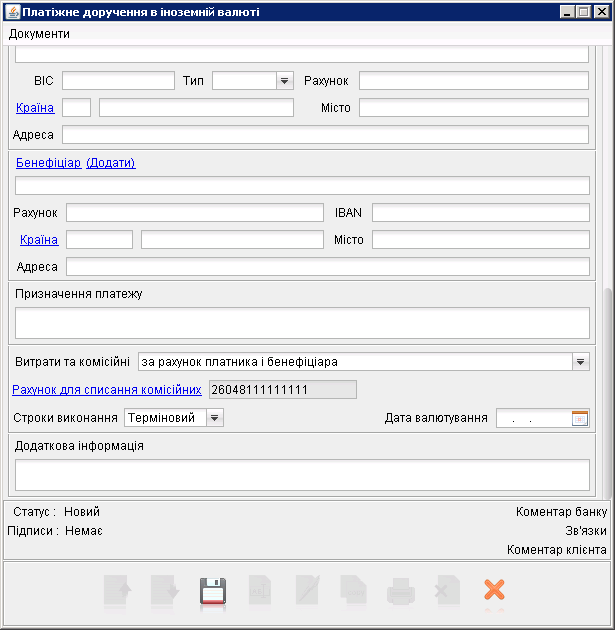 Платіжне доручення в іноземній валюті
Документи
BIC Тип Рахунок
Країна Місто
Адреса
Бенефіціар (Додати)
Рахунок IBAN
Країна Місто
Адреса
Призначення платежу
Витрати та комісійні за рахунок платника і бенефіціара
Рахунок для списання комісійних 26048111111111
Строки виконання Терміновий Дата валютування . .
Додаткова інформація
Статус : Новий Коментар банку
Підписи : Немає Зв'язки
Коментар клієнта